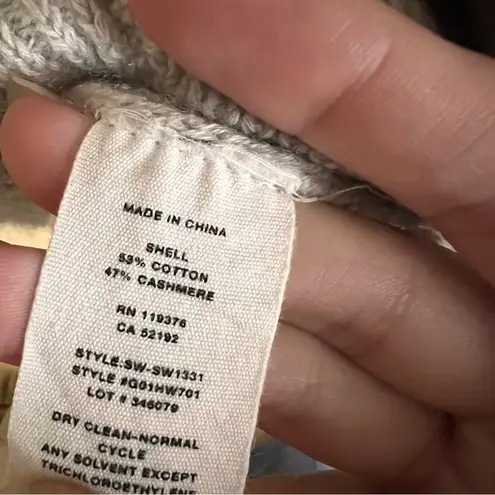 MADE IN CHINA
SHELL
53% COTTON
47% CASHMERE
RN 119376
CA 52192
STYLE:SW-SW1331
STYLE #G01HW701
LOT # 346079
DRY CLEAN-NORMAL
CYCLE
ANY SOLVENT EXCEPT
TRICHLOROETHYLENE